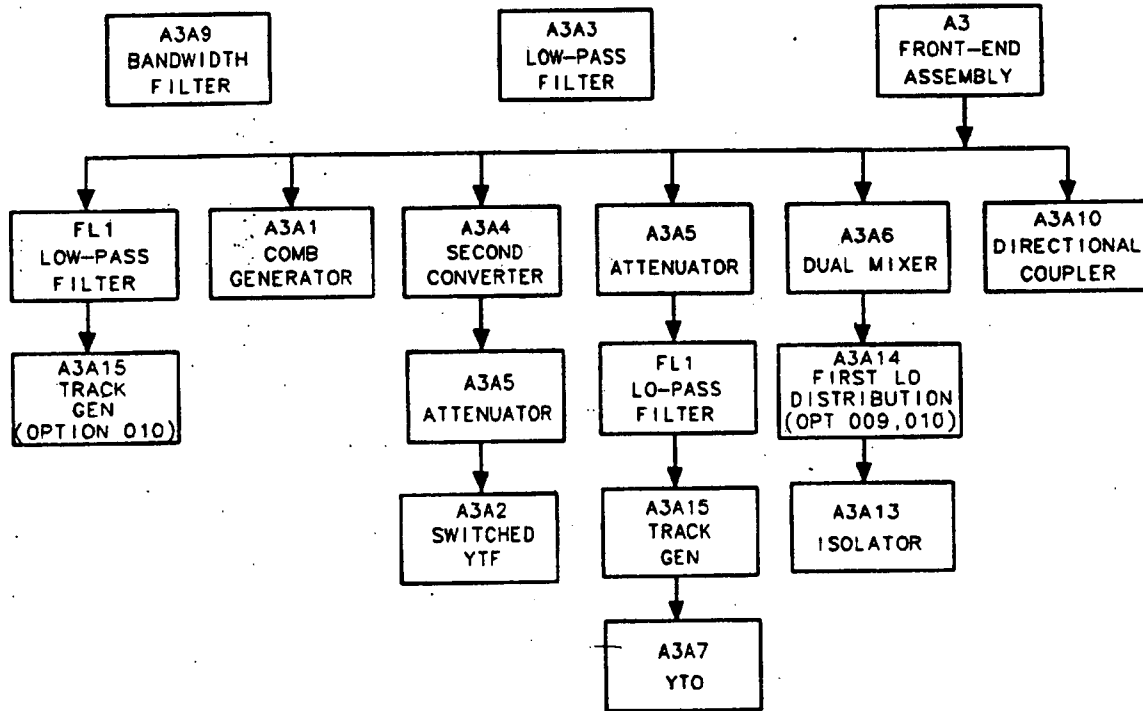 A3A9
BANDWIDTH
FILTER
A3A3
LOW-PASS
FILTER
A3
FRONT-END
ASSEMBLY
FL1
LOW-PASS
FILTER
A3A1
COMB
GENERATOR
A3A4
SECOND
CONVERTER
A3A5
ATTENUATOR
A3A6
DUAL MIXER
A3A10
DIRECTIONAL
COUPLER
A3A15
TRACK
GEN
(OPTION 010)
A3A5
ATTENUATOR
FL1
LO-PASS
FILTER
A3A14
FIRST LO
DISTRIBUTION
(OPT 009,010)
A3A2
SWITCHED
YTF
A3A15
TRACK
GEN
A3A13
ISOLATOR
A3A7
YTO